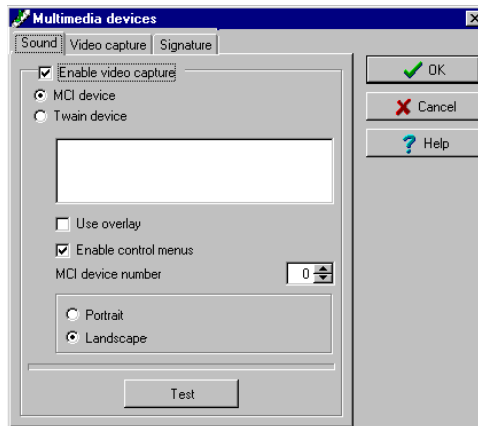 Multimedia devices
Sound Video capture Signature
Enable video capture
MCI device
Twain device
Use overlay
Enable control menus
MCI device number 0
Portrait
Landscape
Test
OK
Cancel
Help